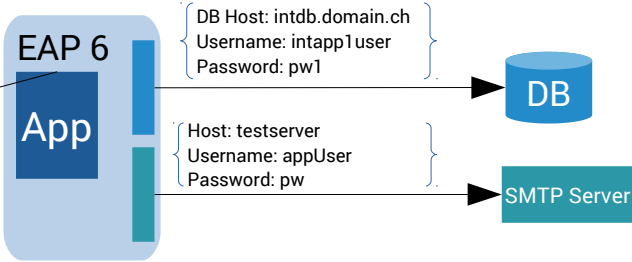 EAP 6
App
DB Host: intdb.domain.ch
Username: intapp1user
Password: pw1
DB
Host: testserver
Username: appUser
Password: pw
SMTP Server